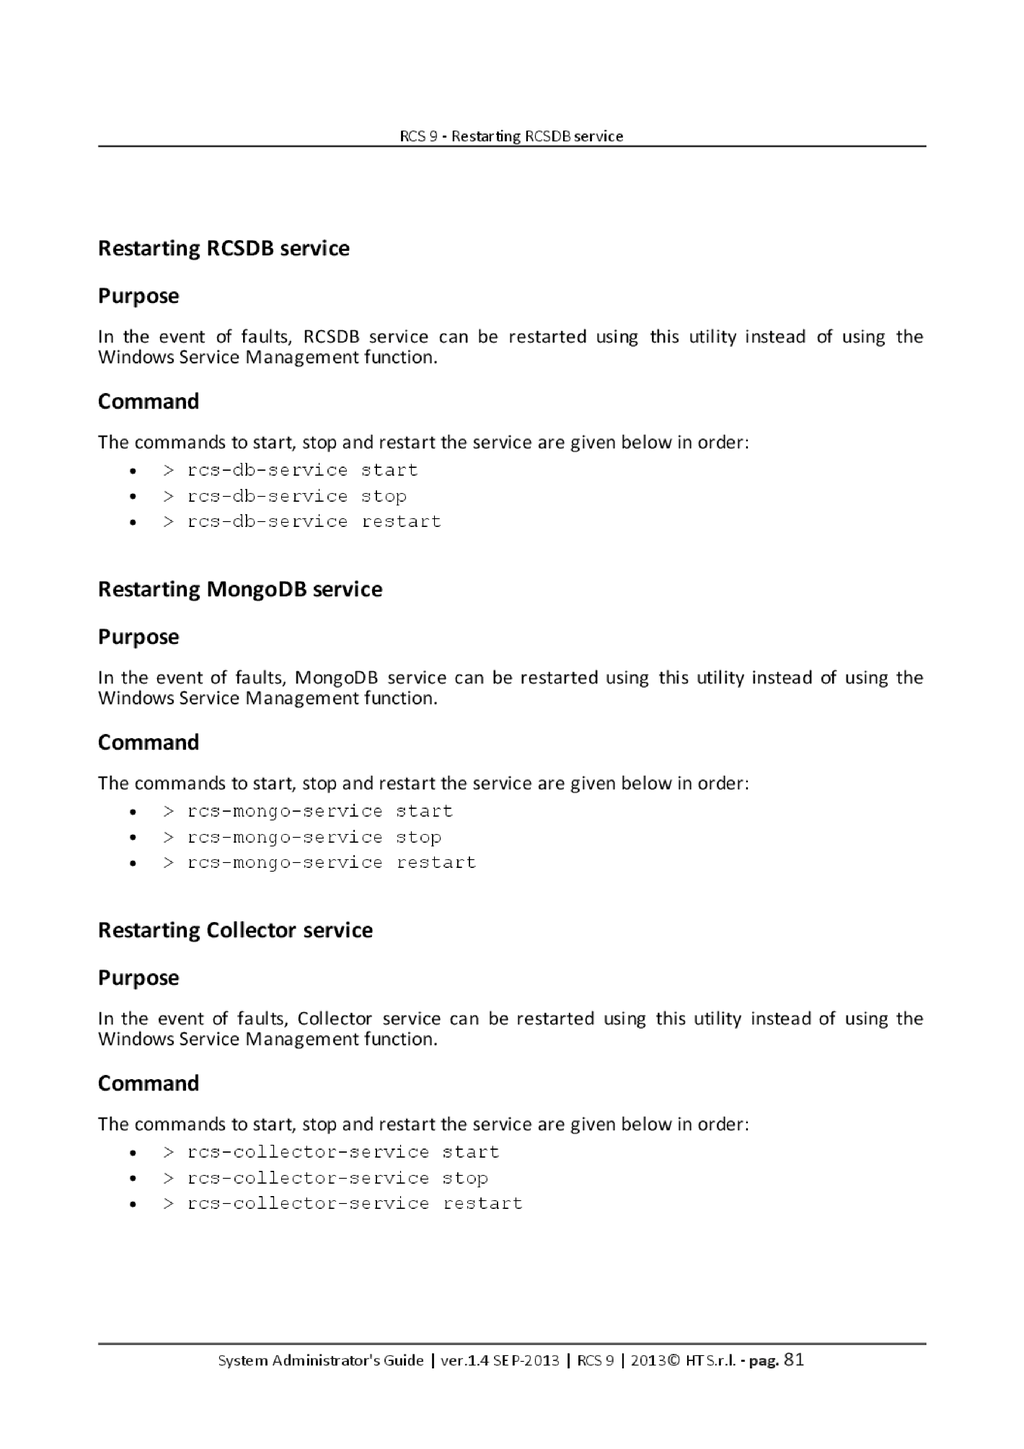 RCS 9 - Restarting RCSDB service
Restarting RCSDB service
Purpose
In the event of faults, RCSDB service can be restarted using this utility instead of using the
Windows Service Management function.
Command
The commands to start, stop and restart the service are given below in order:
• > rcs-db-service start
• > rcs-db-service stop
• > rcs-db-service restart
Restarting MongoDB service
Purpose
In the event of faults, MongoDB service can be restarted using this utility instead of using the
Windows Service Management function.
Command
The commands to start, stop and restart the service are given below in order:
• > rcs-mongo-service start
• > rcs-mongo-service stop
• > rcs-mongo-service restart
Restarting Collector service
Purpose
In the event of faults, Collector service can be restarted using this utility instead of using the
Windows Service Management function.
Command
The commands to start, stop and restart the service are given below in order:
• > rcs-collector-service start
• > rcs-collector-service stop
• > rcs-collector-service restart
System Administrator's Guide | ver.1.4 SEP-2013 | RCS 9 | 2013© HT S.r.l. - pag. 81